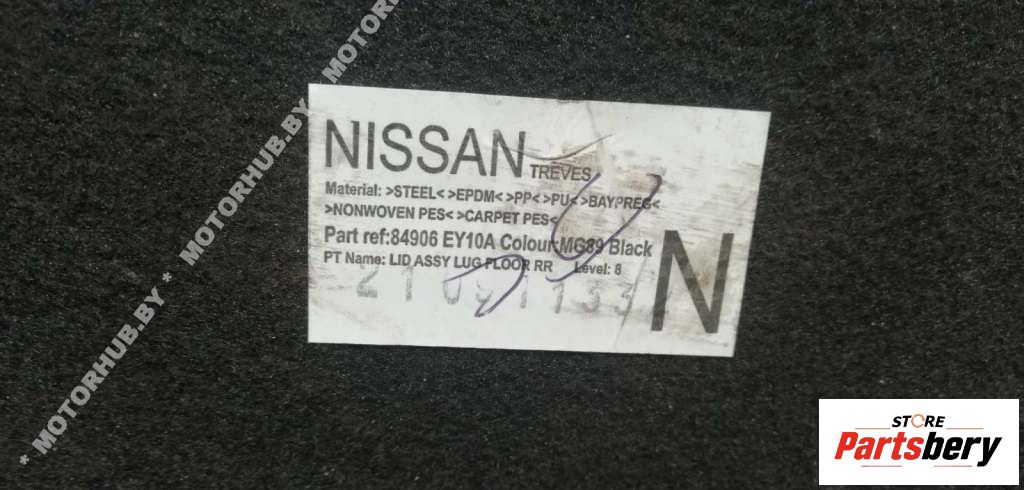 * MOTORHUB.BY * MOTORHUB.BY * MOTORHUB.BY
NISSAN TREVES
Material: >STEEL< >EPDM< >PP< >PU< >BAYPREG<
>NONWOVEN PES< >CARPET PES<
Part ref:84906 EY10A Colour:MG89 Black
PT Name: LID ASSY LUG FLOOR RR Level: 8
N
STORE
Partsbery